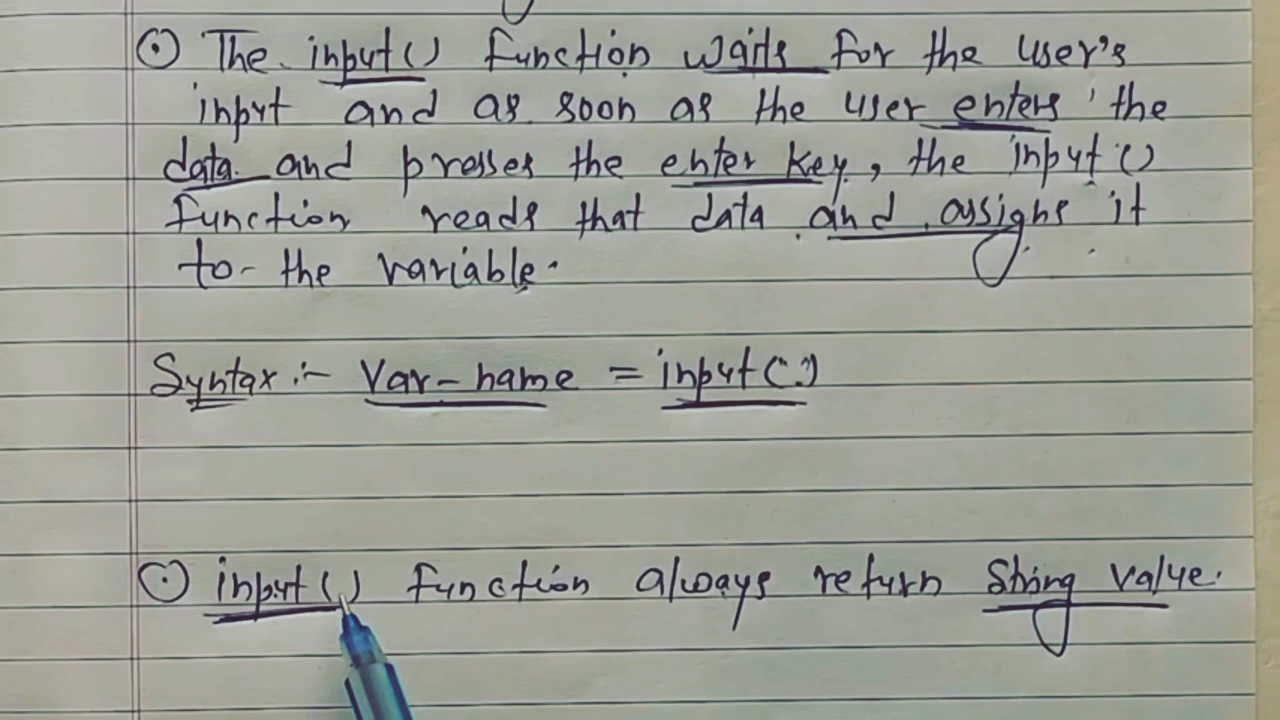 ⊙ The input() function waits for the user's
input and as soon as the user enters the
data and presses the enter key, the input()
function reads that data and assigns it
to the variable.
Syntax :- Var-name = input()
⊙ input() function always return String value.